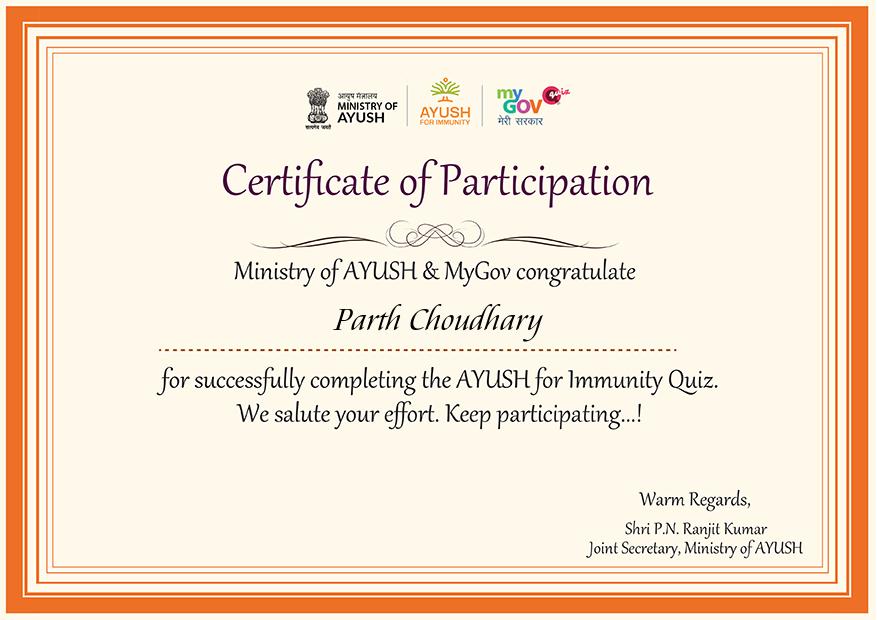 आयुष मंत्रालय
MINISTRY OF
AYUSH
सत्यमेव जयते
AYUSH
FOR IMMUNITY
my
GOV
quiz
मेरी सरकार
Certificate of Participation
Ministry of AYUSH & MyGov congratulate
Parth Choudhary
for successfully completing the AYUSH for Immunity Quiz.
We salute your effort. Keep participating...!
Warm Regards,
Shri P.N. Ranjit Kumar
Joint Secretary, Ministry of AYUSH